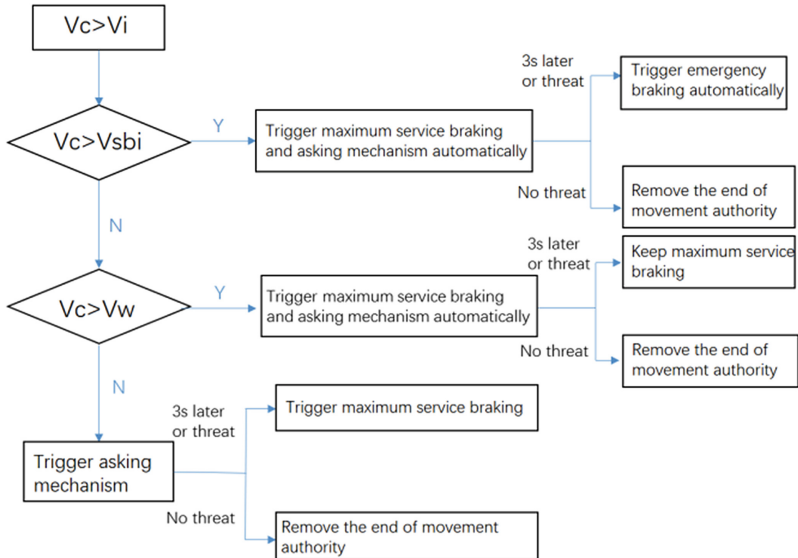 Vc>Vi
Vc>Vsbi
Y
Trigger maximum service braking
and asking mechanism automatically
3s later
or threat
Trigger emergency
braking automatically
No threat
Remove the end of
movement authority
N
Vc>Vw
Y
Trigger maximum service braking
and asking mechanism automatically
3s later
or threat
Keep maximum service
braking
No threat
Remove the end of
movement authority
N
Trigger asking
mechanism
3s later
or threat
Trigger maximum service braking
No threat
Remove the end of movement
authority